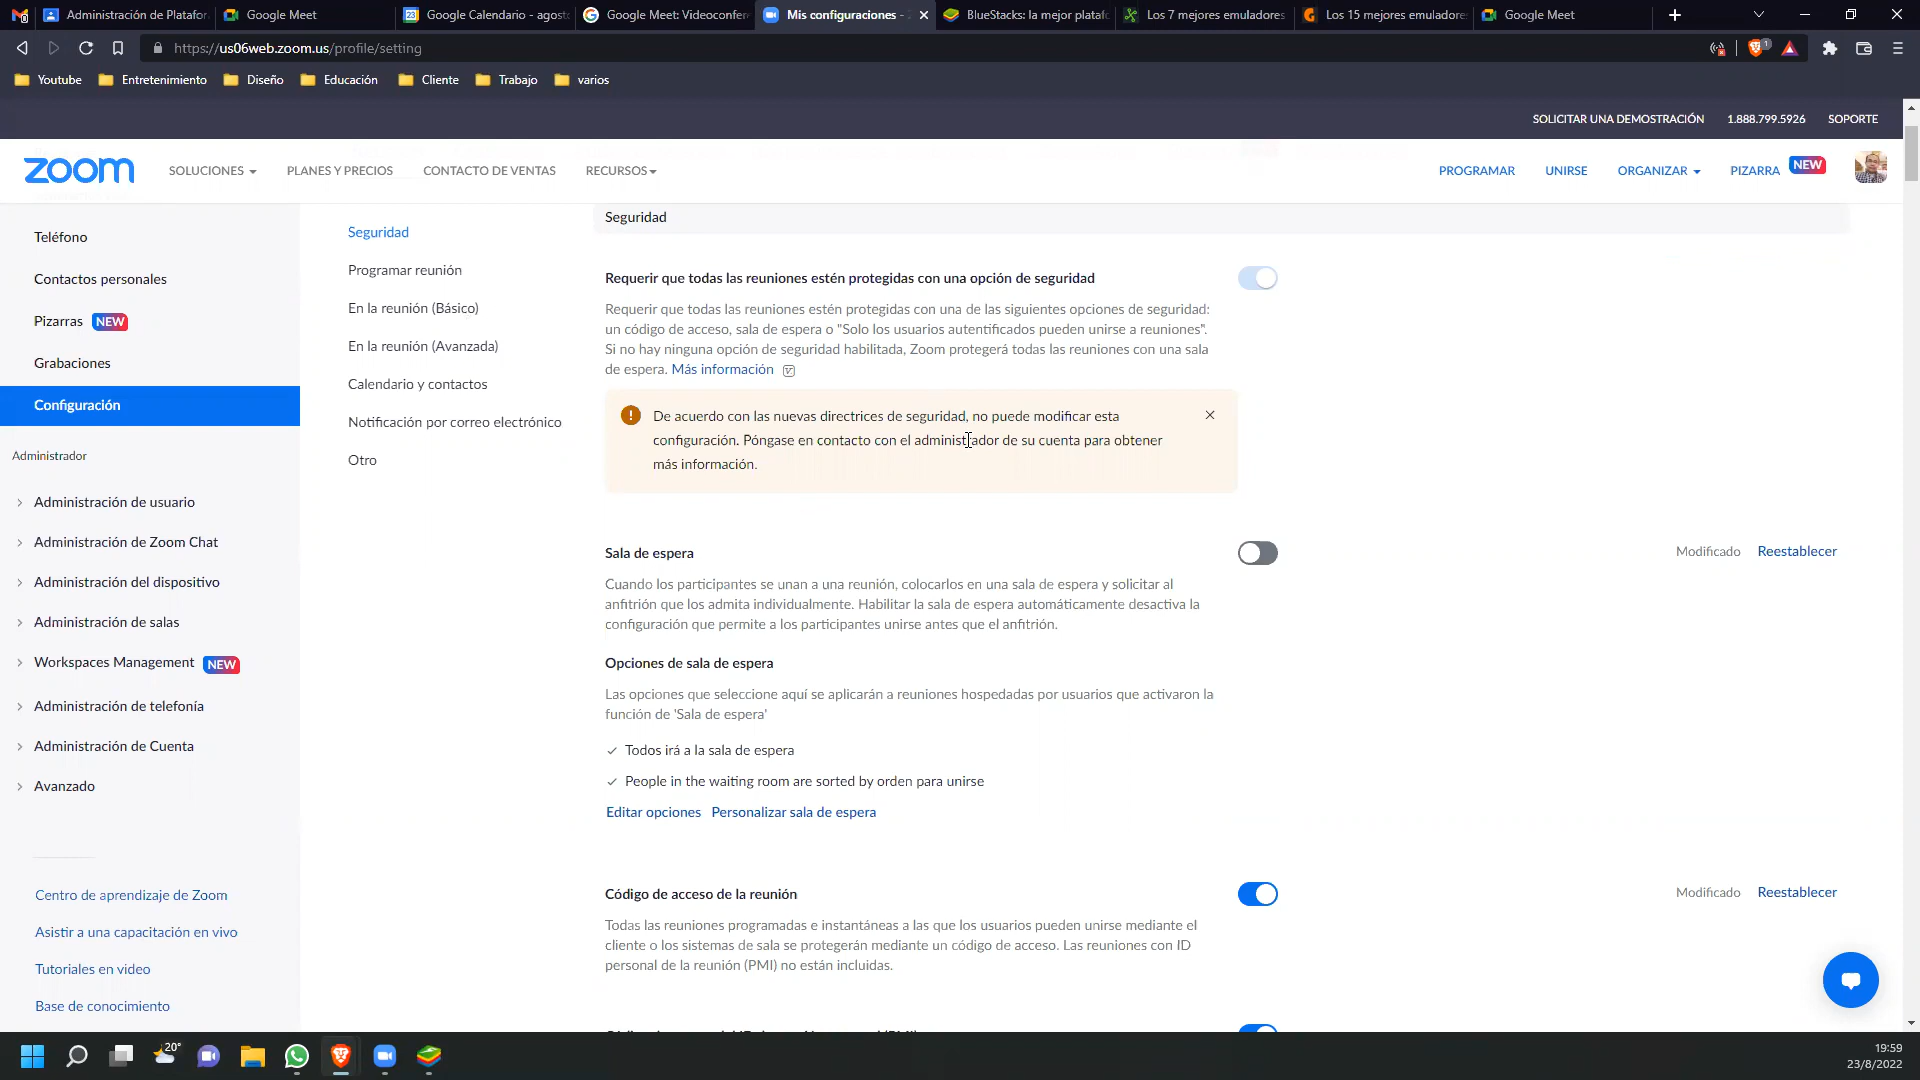 Administración de Platafor
Google Meet
Google Calendario - agost
Google Meet: Videoconfer
Mis configuraciones -
BlueStacks: la mejor plataf
Los 7 mejores emuladores
Los 15 mejores emuladore
Google Meet
https://us06web.zoom.us/profile/setting
Youtube
Entretenimiento
Diseño
Educación
Cliente
Trabajo
varios
SOLICITAR UNA DEMOSTRACIÓN
1.888.799.5926
SOPORTE
zoom
SOLUCIONES
PLANES Y PRECIOS
CONTACTO DE VENTAS
RECURSOS
PROGRAMAR
UNIRSE
ORGANIZAR
PIZARRA
NEW
Teléfono
Contactos personales
Pizarras NEW
Grabaciones
Configuración
Administrador
Administración de usuario
Administración de Zoom Chat
Administración del dispositivo
Administración de salas
Workspaces Management NEW
Administración de telefonía
Administración de Cuenta
Avanzado
Centro de aprendizaje de Zoom
Asistir a una capacitación en vivo
Tutoriales en video
Base de conocimiento
Seguridad
Programar reunión
En la reunión (Básico)
En la reunión (Avanzada)
Calendario y contactos
Notificación por correo electrónico
Otro
Seguridad
Requerir que todas las reuniones estén protegidas con una opción de seguridad
Requerir que todas las reuniones estén protegidas con una de las siguientes opciones de seguridad:
un código de acceso, sala de espera o "Solo los usuarios autentificados pueden unirse a reuniones".
Si no hay ninguna opción de seguridad habilitada, Zoom protegerá todas las reuniones con una sala
de espera. Más información
De acuerdo con las nuevas directrices de seguridad, no puede modificar esta
configuración. Póngase en contacto con el administrador de su cuenta para obtener
más información.
Sala de espera
Modificado Reestablecer
Cuando los participantes se unan a una reunión, colocarlos en una sala de espera y solicitar al
anfitrión que los admita individualmente. Habilitar la sala de espera automáticamente desactiva la
configuración que permite a los participantes unirse antes que el anfitrión.
Opciones de sala de espera
Las opciones que seleccione aquí se aplicarán a reuniones hospedadas por usuarios que activaron la
función de 'Sala de espera'
Todos irá a la sala de espera
People in the waiting room are sorted by orden para unirse
Editar opciones Personalizar sala de espera
Código de acceso de la reunión
Modificado Reestablecer
Todas las reuniones programadas e instantáneas a las que los usuarios pueden unirse mediante el
cliente o los sistemas de sala se protegerán mediante un código de acceso. Las reuniones con ID
personal de la reunión (PMI) no están incluidas.
20°
19:59
23/8/2022